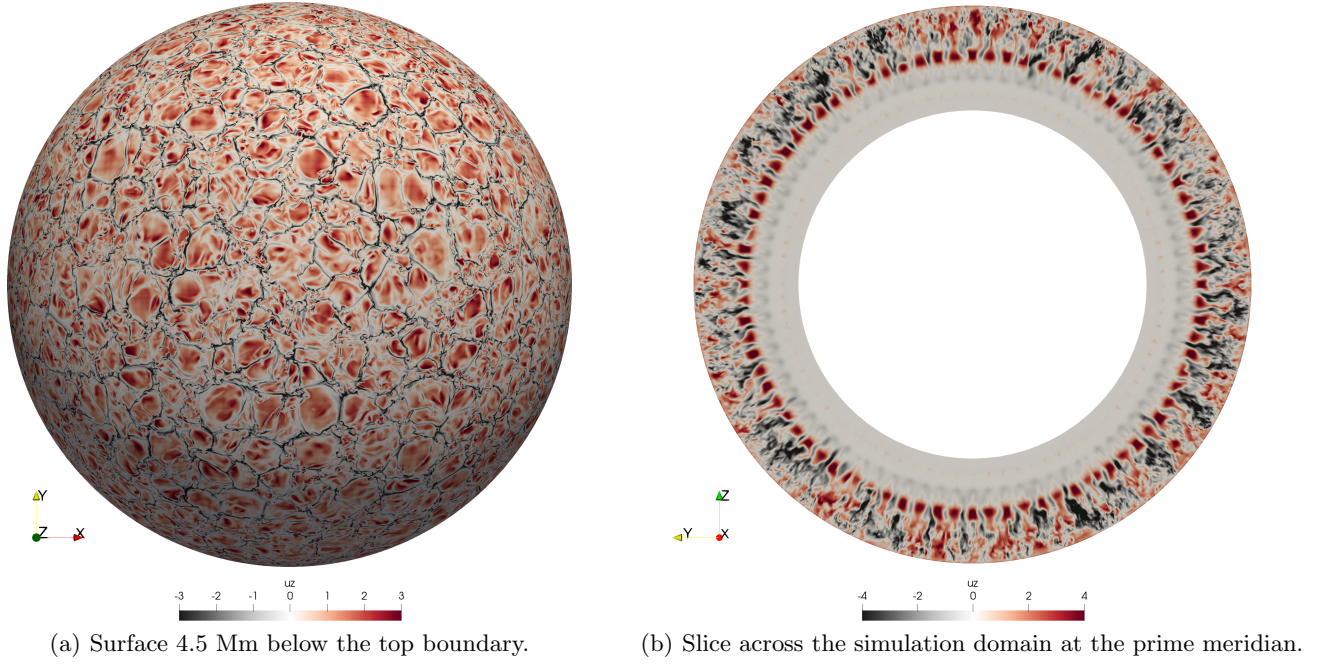 Y
Z
X
Z
Y
X
uz
-3 -2 -1 0 1 2 3
uz
-4 -2 0 2 4
(a) Surface 4.5 Mm below the top boundary.
(b) Slice across the simulation domain at the prime meridian.